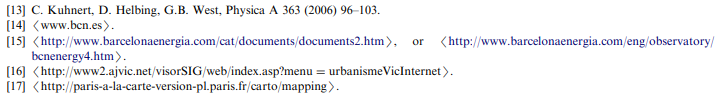 [13] C. Kuhnert, D. Helbing, G.B. West, Physica A 363 (2006) 96–103.
[14] ⟨www.bcn.es⟩.
[15] ⟨http://www.barcelonaenergia.com/cat/documents/documents2.htm⟩, or ⟨http://www.barcelonaenergia.com/eng/observatory/
bcnenergy4.htm⟩.
[16] ⟨http://www2.ajvic.net/visorSIG/web/index.asp?menu = urbanismeVicInternet⟩.
[17] ⟨http://paris-a-la-carte-version-pl.paris.fr/carto/mapping⟩.